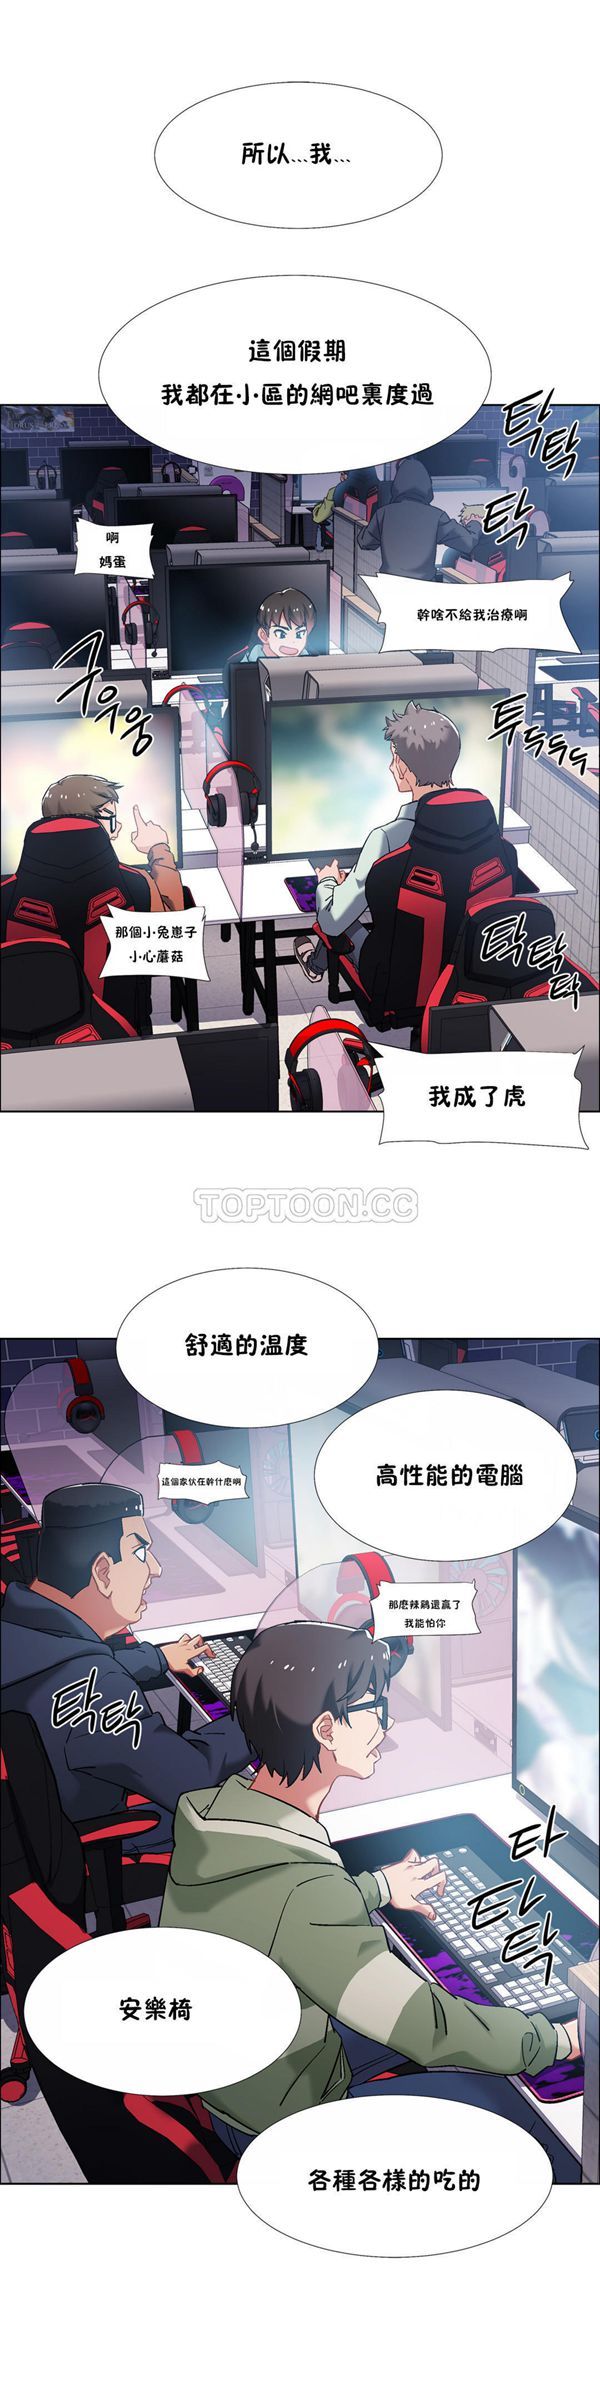 所以...我...
這個假期
我都在小區的網吧裏度過
탁
탁
탁
啊
媽蛋
幹啥不給我治療啊
구우웅
투두두두
那個小兔崽子
小心蘑菇
탁
탁
탁
我成了虎
TOPTOON.CC
舒適的温度
高性能的電腦
這個家伙在幹什麽啊
那麽辣鷄還贏了
我能怕你
탁
탁
타
타
탁
安樂椅
各種各樣的吃的